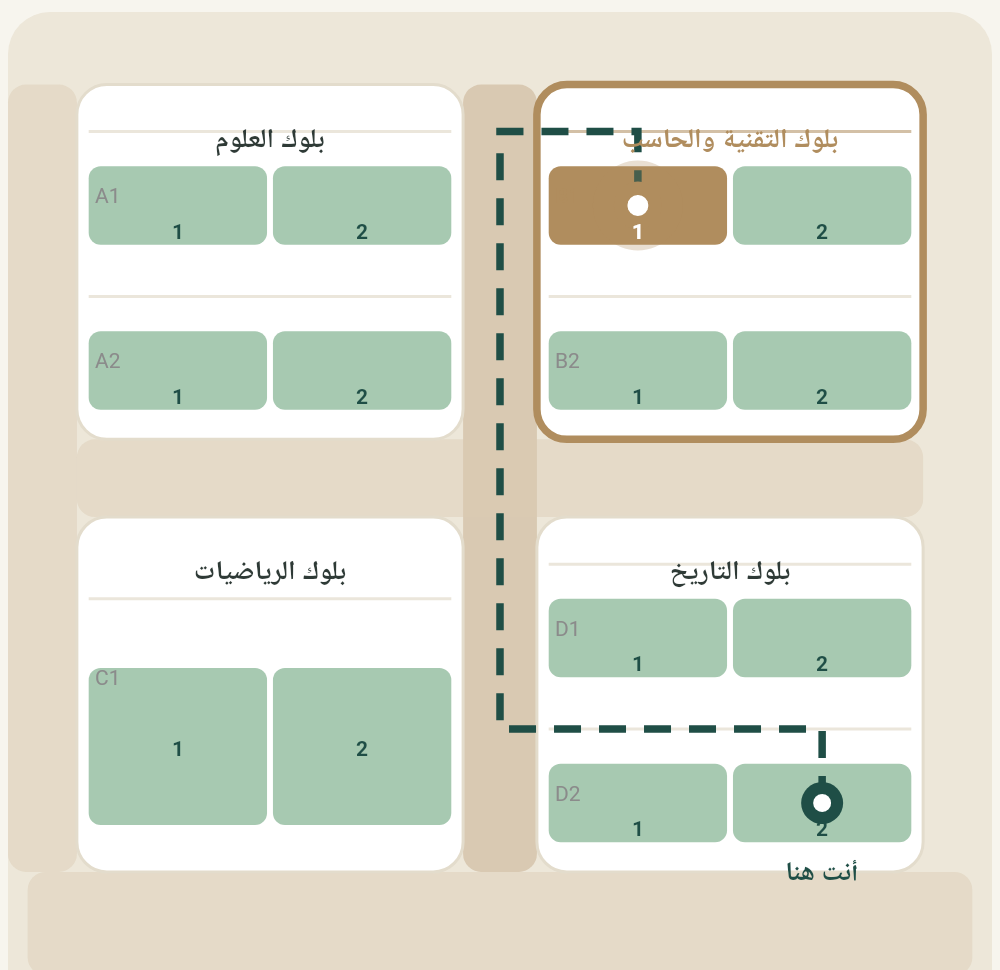 بلوك التقنية والحاسب
1
2
B2
1
2
بلوك العلوم
A1
1
2
A2
1
2
بلوك التاريخ
D1
1
2
D2
1
2
أنت هنا
بلوك الرياضيات
C1
1
2